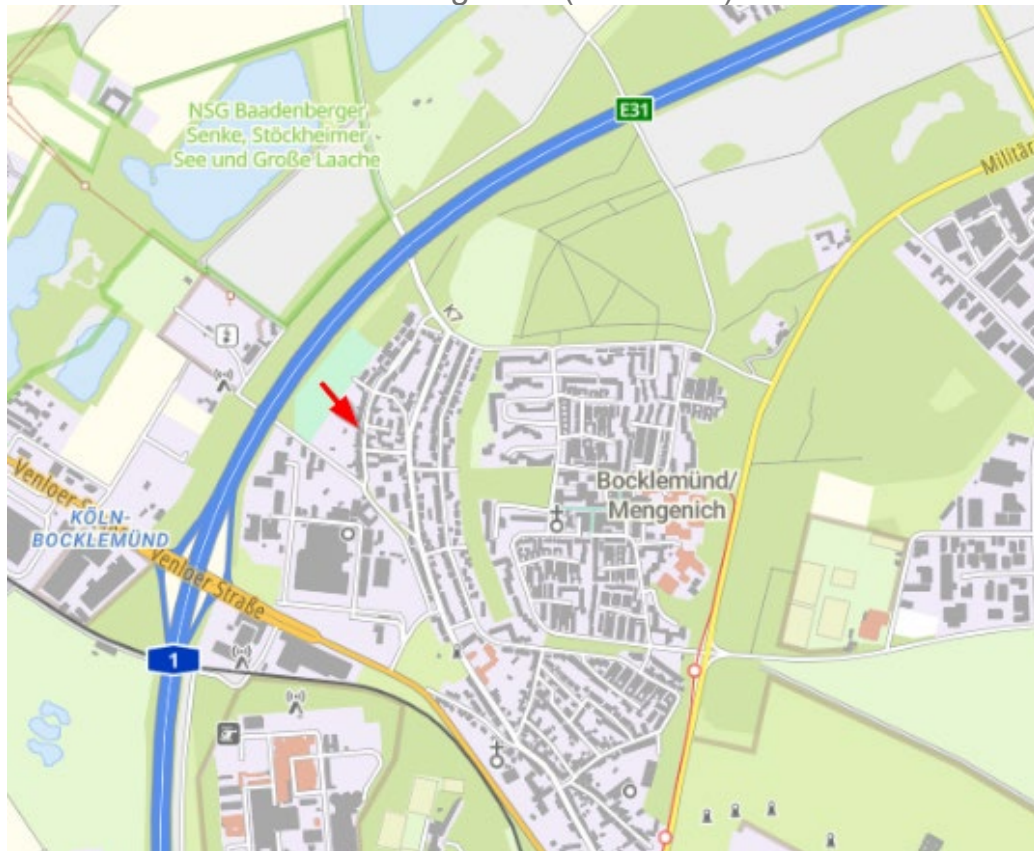 NSG Baadenberger
Senke, Stöckheimer
See und Große Laache
E31
Militär
K7
Bocklemünd/
Mengenich
Venloer
KÖLN-
BOCKLEMÜND
Venloer Straße
1